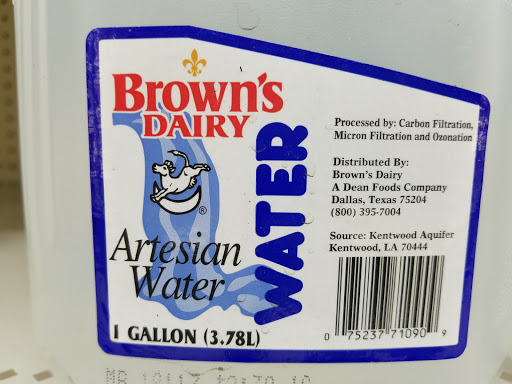 Brown's
DAIRY
®
Artesian
Water
1 GALLON (3.78L)
WATER
Processed by: Carbon Filtration,
Micron Filtration and Ozonation
Distributed By:
Brown's Dairy
A Dean Foods Company
Dallas, Texas 75204
(800) 395-7004
Source: Kentwood Aquifer
Kentwood, LA 70444
0 75237 71090 9